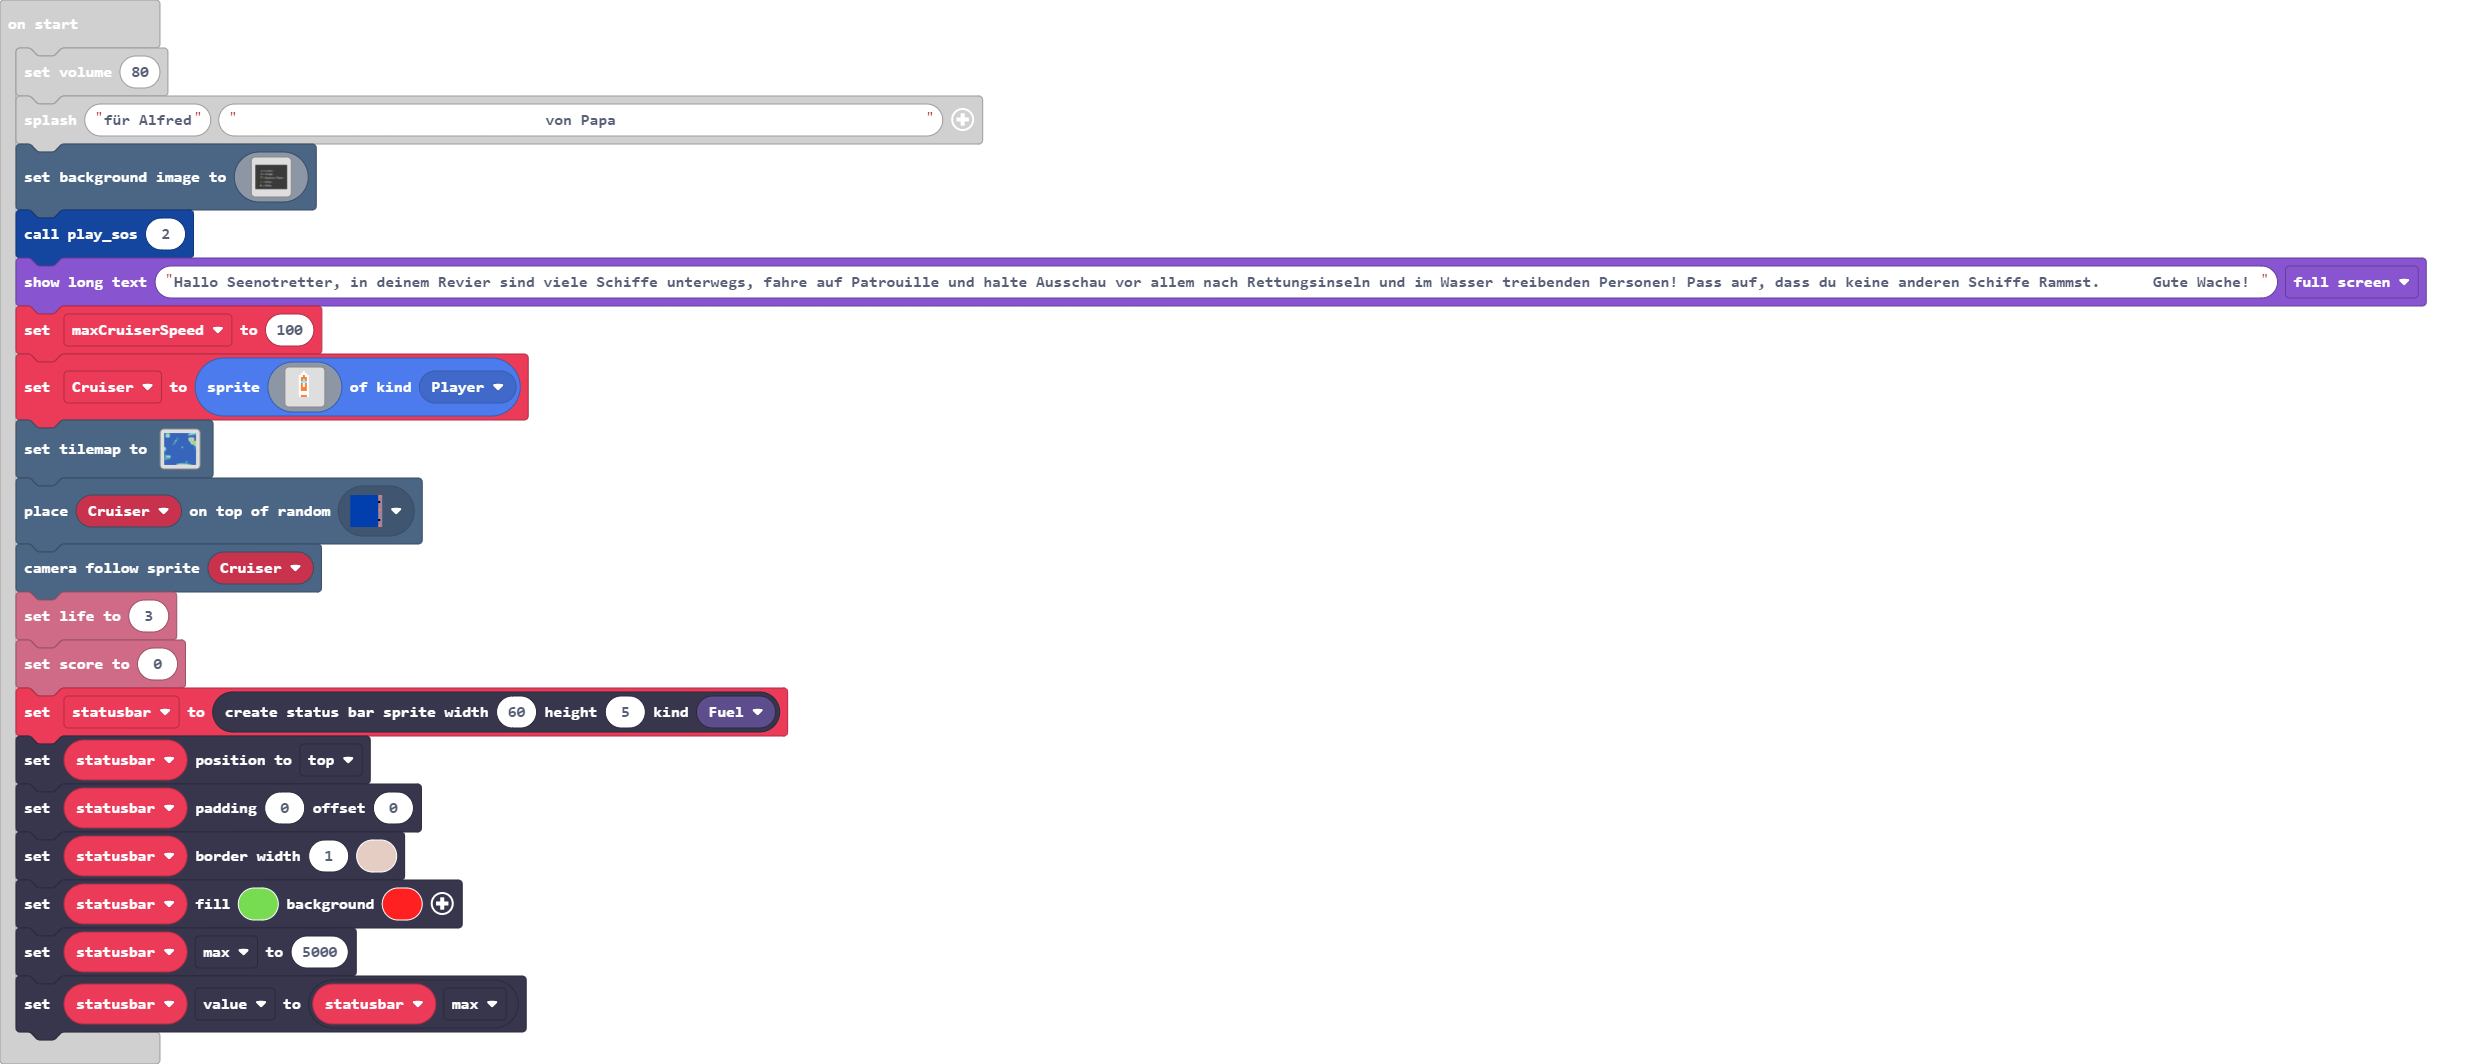 on start
set volume 80
splash "für Alfred" " von Papa "
set background image to
call play_sos 2
show long text "Hallo Seenotretter, in deinem Revier sind viele Schiffe unterwegs, fahre auf Patrouille und halte Ausschau vor allem nach Rettungsinseln und im Wasser treibenden Personen! Pass auf, dass du keine anderen Schiffe Rammst. Gute Wache! " full screen
set maxCruiserSpeed to 100
set Cruiser to sprite of kind Player
set tilemap to
place Cruiser on top of random
camera follow sprite Cruiser
set life to 3
set score to 0
set statusbar to create status bar sprite width 60 height 5 kind Fuel
set statusbar position to top
set statusbar padding 0 offset 0
set statusbar border width 1
set statusbar fill background
set statusbar max to 5000
set statusbar value to statusbar max